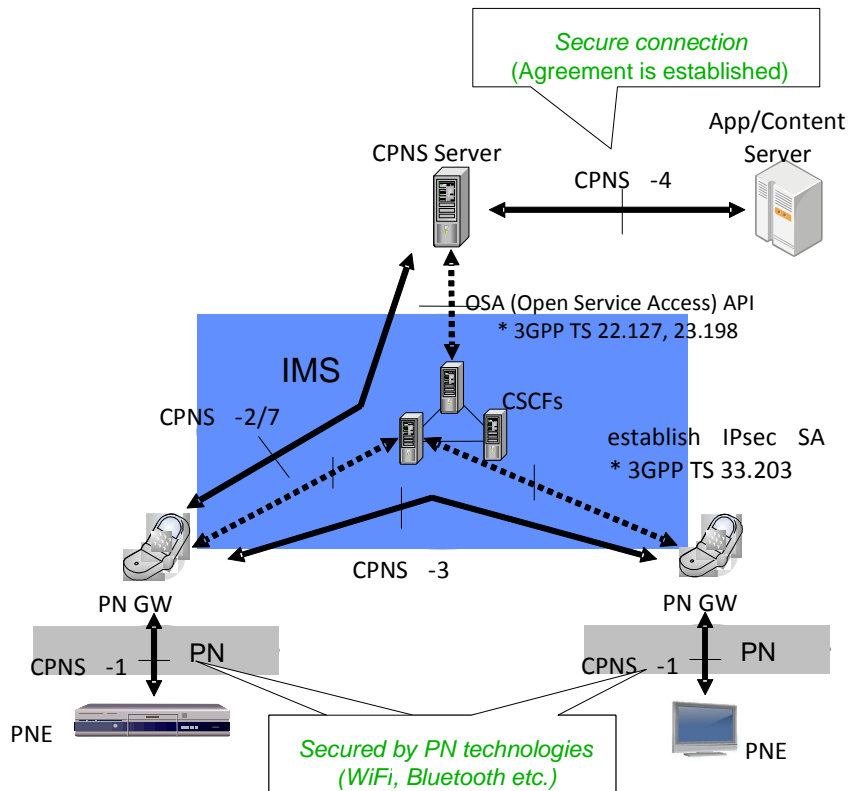 Secure connection
(Agreement is established)
App/Content
Server
CPNS Server
CPNS -4
OSA (Open Service Access) API
* 3GPP TS 22.127, 23.198
IMS
CSCFs
CPNS -2/7
establish IPsec SA
* 3GPP TS 33.203
CPNS -3
PN GW
PN GW
PN
PN
CPNS -1
CPNS -1
PNE
PNE
Secured by PN technologies
(WiFi, Bluetooth etc.)